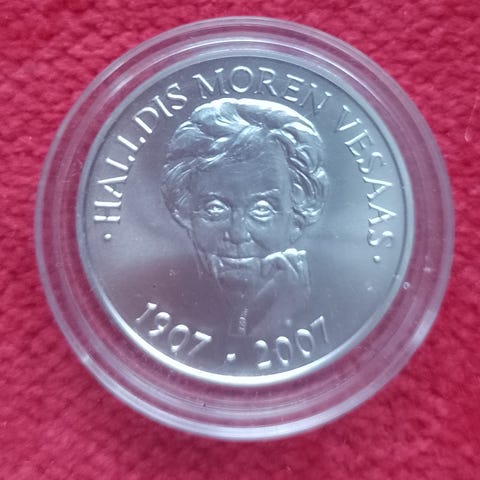 · HALLDIS MOREN VESAAS ·
1907 · 2007